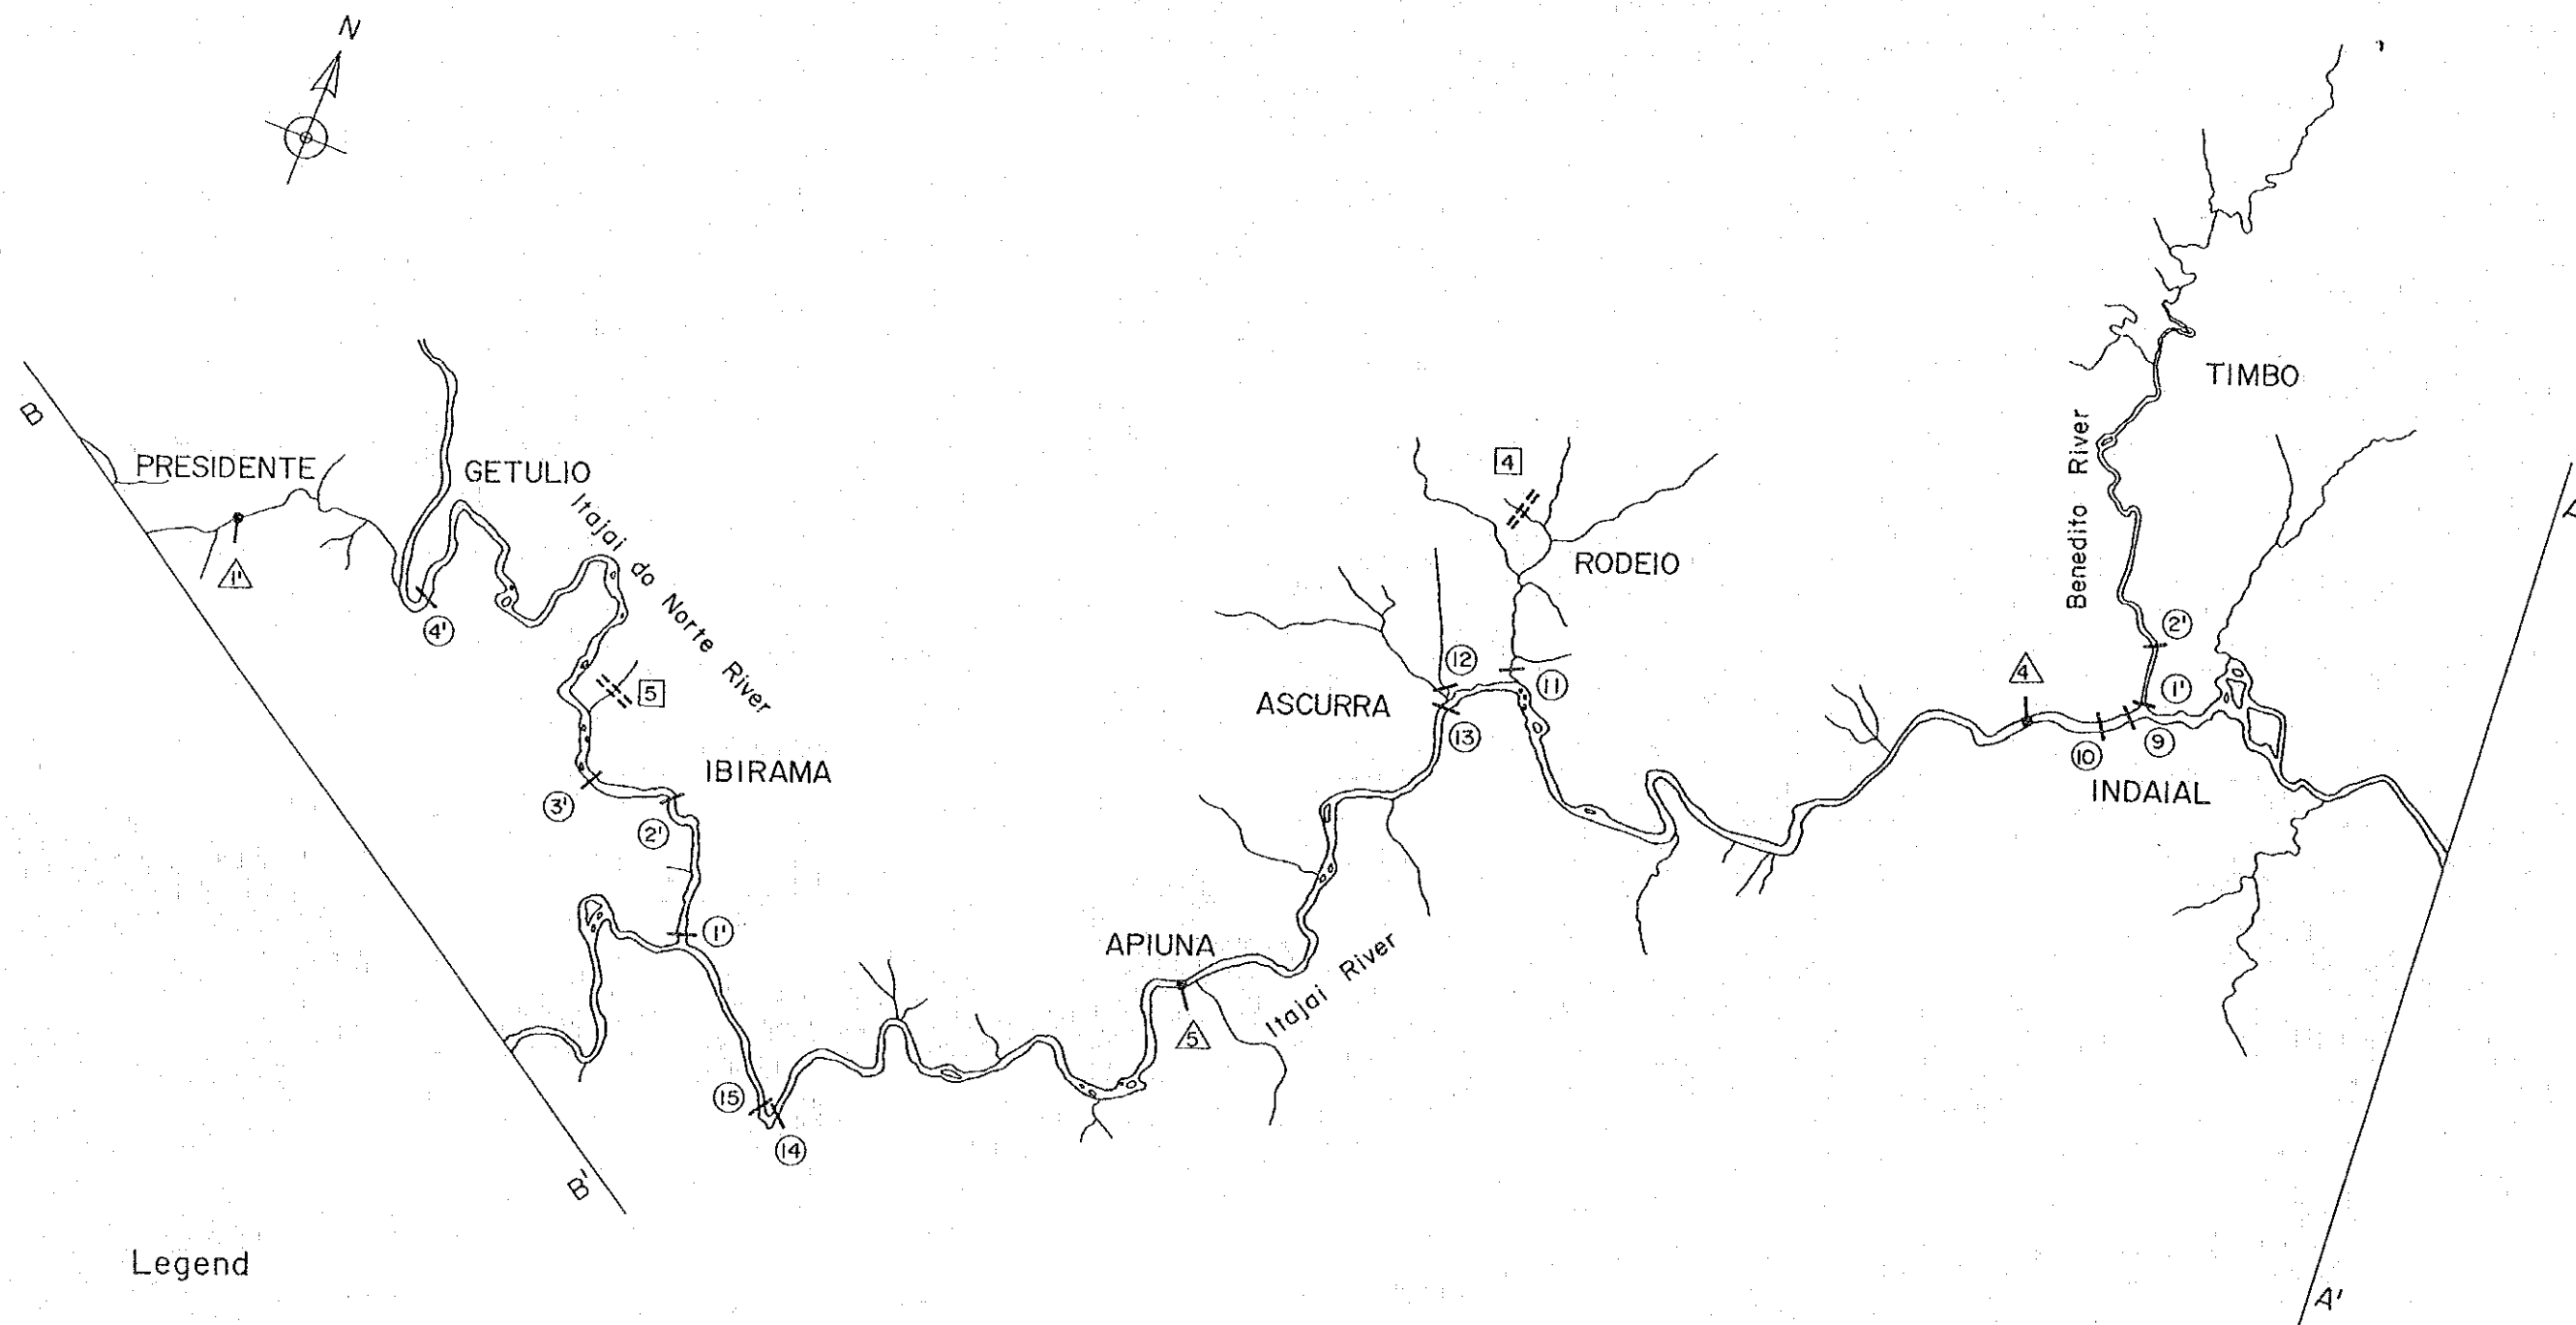 N
B
PRESIDENTE GETULIO
1'
4'
Itajai do Norte River
5
IBIRAMA
3'
2'
1'
15
14
B'
APIUNA
5
Itajai River
ASCURRA
12
13
11
4
RODEIO
TIMBO
Benedito River
2'
1'
4
10
9
INDAIAL
A'
Legend